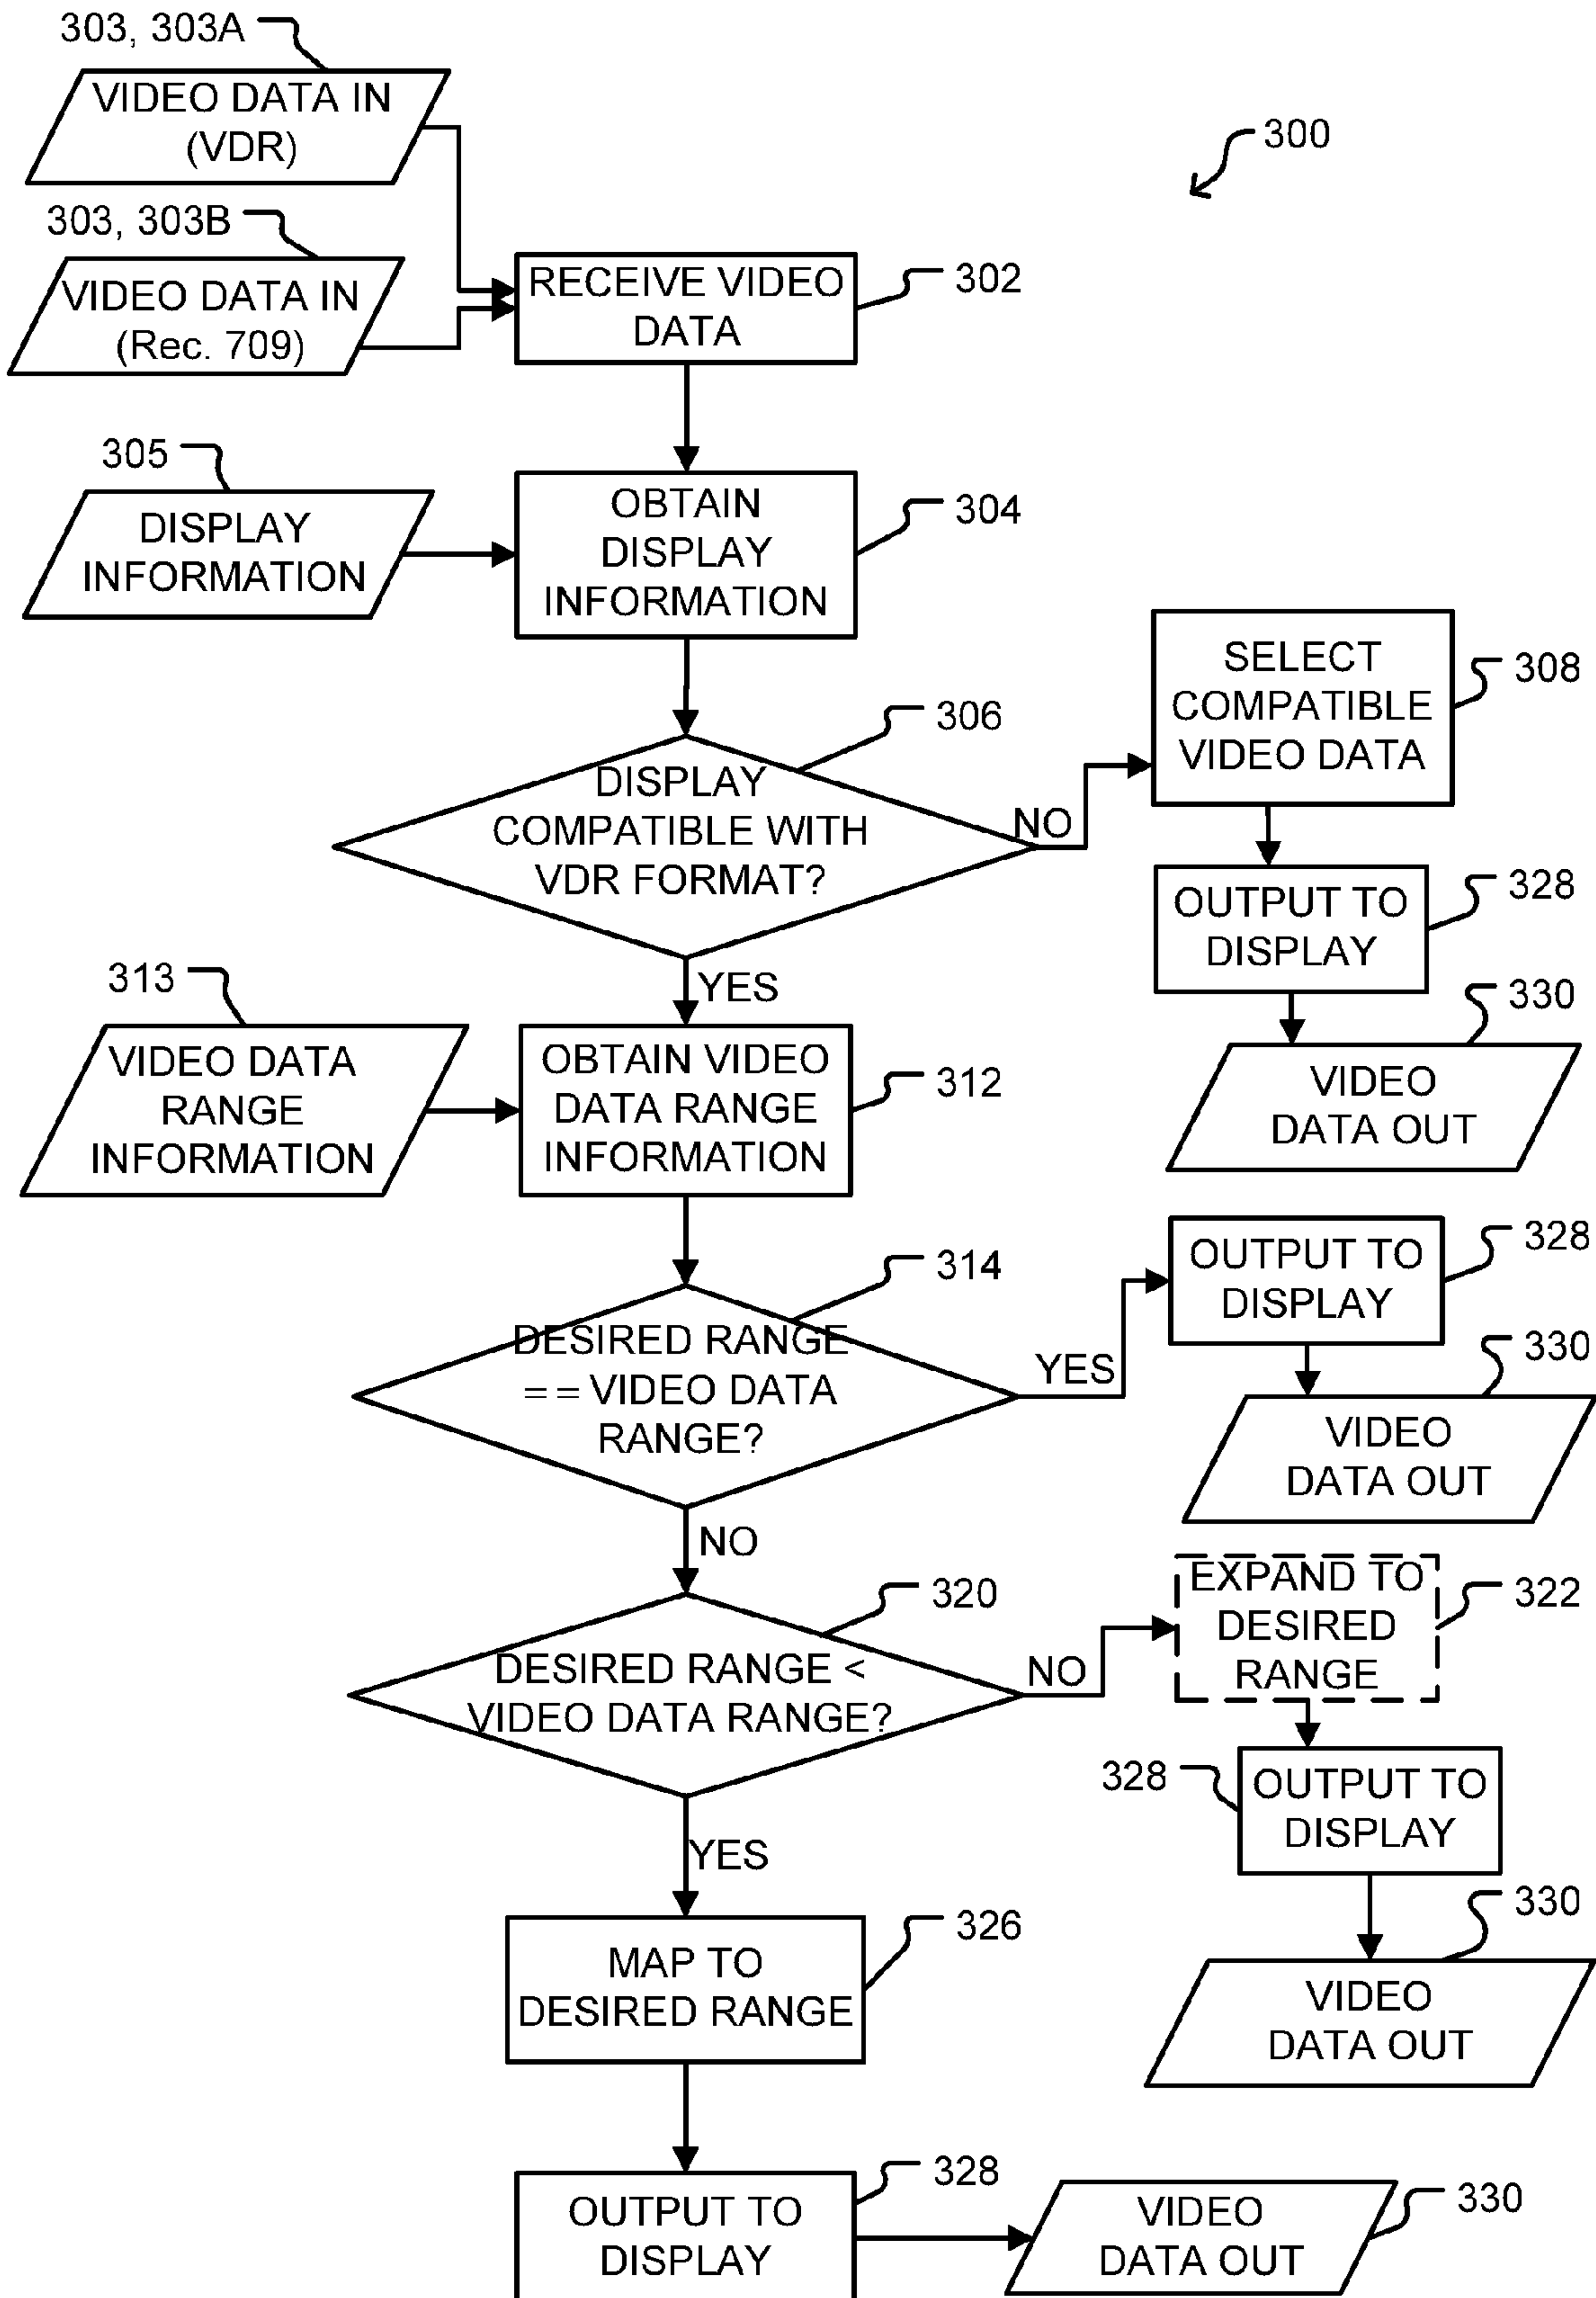 303, 303A
VIDEO DATA IN
(VDR)
300
303, 303B
VIDEO DATA IN
(Rec. 709)
RECEIVE VIDEO
DATA
302
305
DISPLAY
INFORMATION
OBTAIN
DISPLAY
INFORMATION
304
SELECT
COMPATIBLE
VIDEO DATA
308
306
DISPLAY
COMPATIBLE WITH
VDR FORMAT?
NO
OUTPUT TO
DISPLAY
328
YES
330
VIDEO
DATA OUT
313
VIDEO DATA
RANGE
INFORMATION
OBTAIN VIDEO
DATA RANGE
INFORMATION
312
314
DESIRED RANGE
== VIDEO DATA
RANGE?
YES
OUTPUT TO
DISPLAY
328
330
VIDEO
DATA OUT
NO
320
DESIRED RANGE <
VIDEO DATA RANGE?
NO
EXPAND TO
DESIRED
RANGE
322
328
OUTPUT TO
DISPLAY
330
VIDEO
DATA OUT
YES
MAP TO
DESIRED RANGE
326
OUTPUT TO
DISPLAY
328
VIDEO
DATA OUT
330